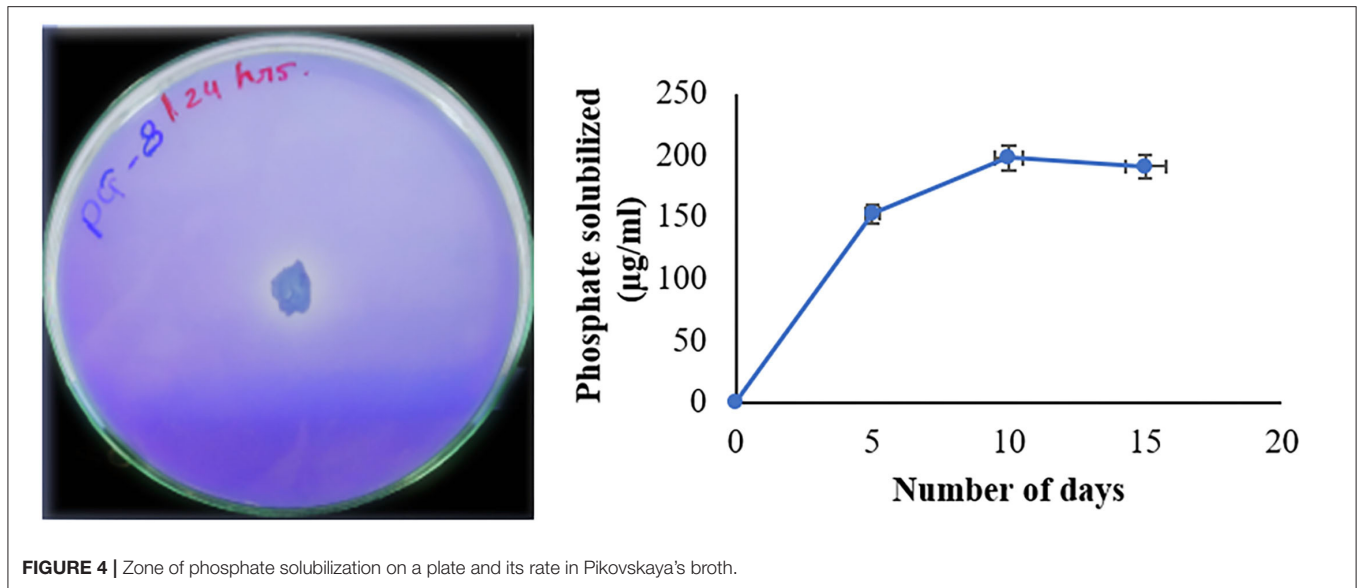 PG-8 | 24 hrs.
Phosphate solubilized
(µg/ml)
250
200
150
100
50
0
0 5 10 15 20
Number of days
FIGURE 4 | Zone of phosphate solubilization on a plate and its rate in Pikovskaya's broth.